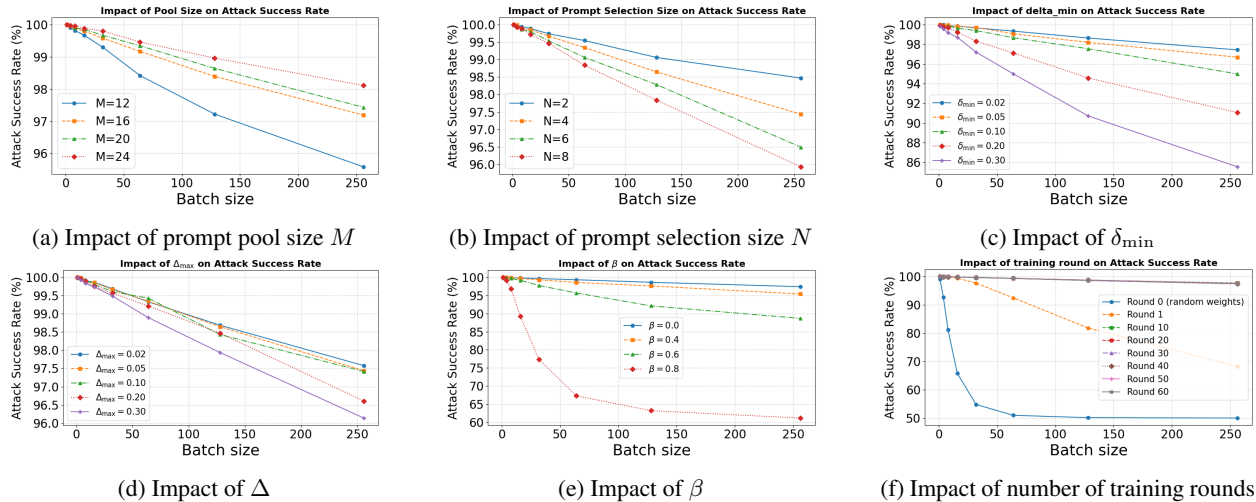 Impact of Pool Size on Attack Success Rate
Attack Success Rate (%)
100
99
98
97
96
M=12
M=16
M=20
M=24
0 50 100 150 200 250
Batch size
(a) Impact of prompt pool size M
Impact of Prompt Selection Size on Attack Success Rate
Attack Success Rate (%)
100.0
99.5
99.0
98.5
98.0
97.5
97.0
96.5
96.0
N=2
N=4
N=6
N=8
0 50 100 150 200 250
Batch size
(b) Impact of prompt selection size N
Impact of delta_min on Attack Success Rate
Attack Success Rate (%)
100
98
96
94
92
90
88
86
δmin = 0.02
δmin = 0.05
δmin = 0.10
δmin = 0.20
δmin = 0.30
0 50 100 150 200 250
Batch size
(c) Impact of δmin
Impact of Δmax on Attack Success Rate
Attack Success Rate (%)
100.0
99.5
99.0
98.5
98.0
97.5
97.0
96.5
96.0
Δmax = 0.02
Δmax = 0.05
Δmax = 0.10
Δmax = 0.20
Δmax = 0.30
0 50 100 150 200 250
Batch size
(d) Impact of Δ
Impact of β on Attack Success Rate
Attack Success Rate (%)
100
95
90
85
80
75
70
65
60
β = 0.0
β = 0.4
β = 0.6
β = 0.8
0 50 100 150 200 250
Batch size
(e) Impact of β
Impact of training round on Attack Success Rate
Attack Success Rate (%)
100
90
80
70
60
50
Round 0 (random weights)
Round 1
Round 10
Round 20
Round 30
Round 40
Round 50
Round 60
0 50 100 150 200 250
Batch size
(f) Impact of number of training rounds